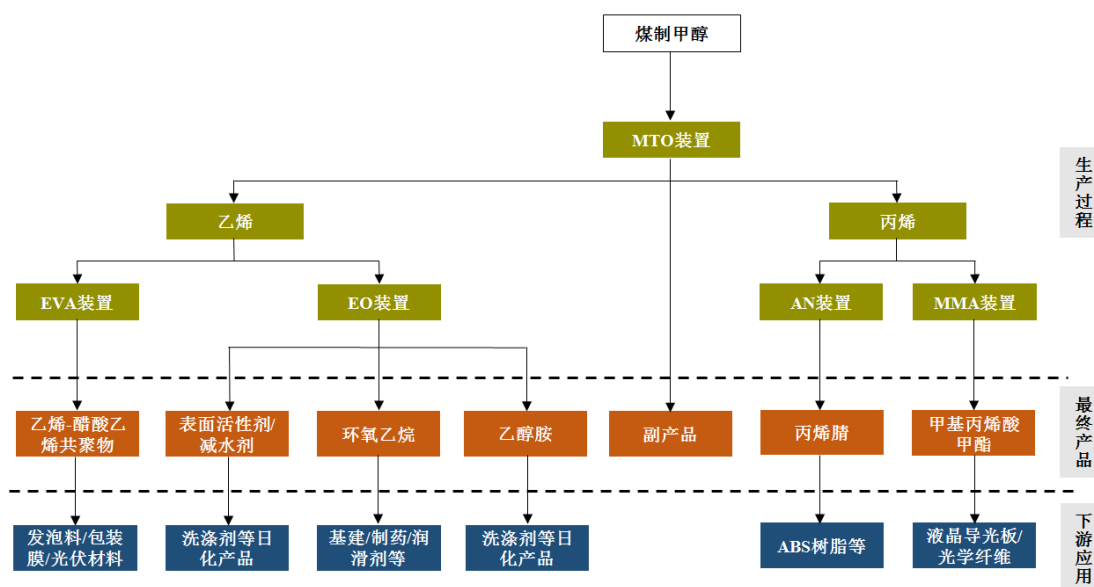 煤制甲醇
MTO装置
生产过程
乙烯
丙烯
EVA装置
EO装置
AN装置
MMA装置
乙烯-醋酸乙
烯共聚物
表面活性剂/
减水剂
环氧乙烷
乙醇胺
副产品
丙烯腈
甲基丙烯酸
甲酯
最终产品
发泡料/包装
膜/光伏材料
洗涤剂等日
化产品
基建/制药/润
滑剂等
洗涤剂等日
化产品
ABS树脂等
液晶导光板/
光学纤维
下游应用